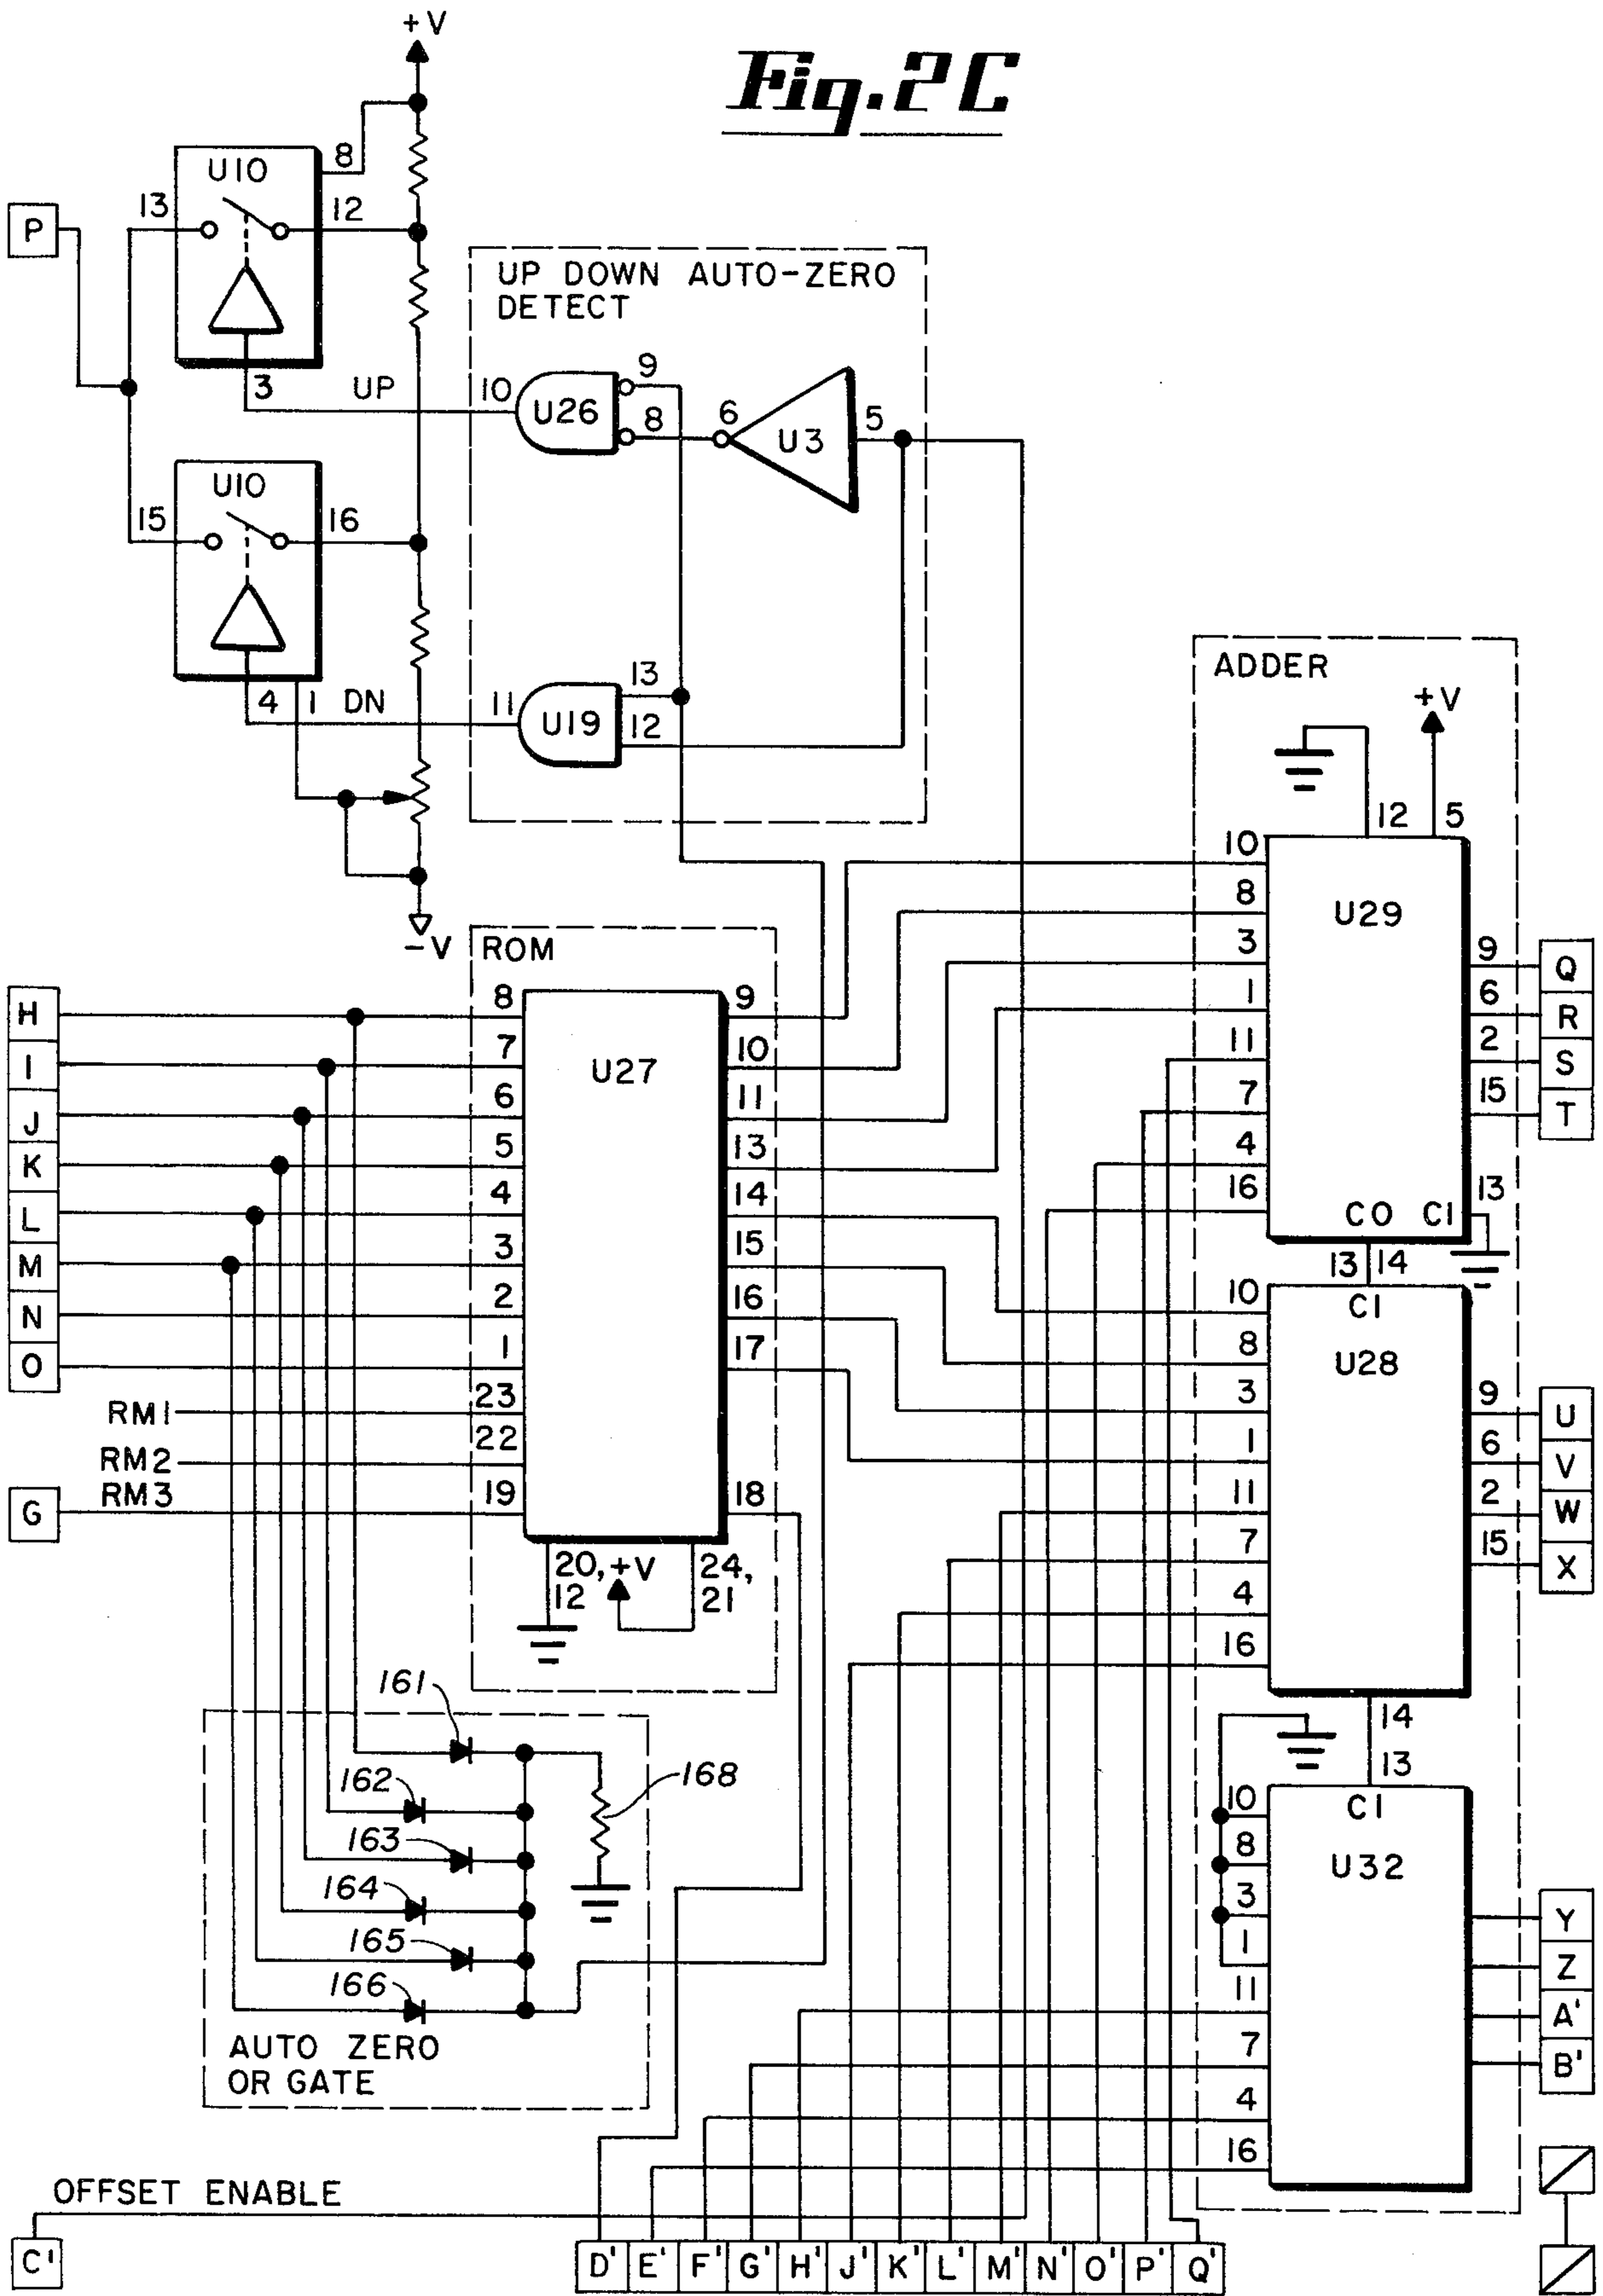 +V
Fig. 2C
U10
8
13
12
P
3
UP
UP DOWN AUTO-ZERO
DETECT
10
U26
9
8
6
U3
5
U10
15
16
4
1
DN
11
U19
13
12
-V
ADDER
+V
12
5
10
8
3
1
11
7
4
16
U29
9
6
2
15
Q
R
S
T
CO
CI
13
13
14
ROM
H
I
J
K
L
M
N
O
RM1
RM2
RM3
G
8
7
6
5
4
3
2
1
23
22
19
U27
9
10
11
13
14
15
16
17
18
20,
12
+V
24,
21
10
8
3
1
11
7
4
16
CI
U28
9
6
2
15
U
V
W
X
14
13
161
162
163
164
165
166
168
AUTO ZERO
OR GATE
10
8
3
1
11
7
4
16
CI
U32
Y
Z
A'
B'
OFFSET ENABLE
C'
D' E' F' G' H' J' K' L' M' N' O' P' Q'